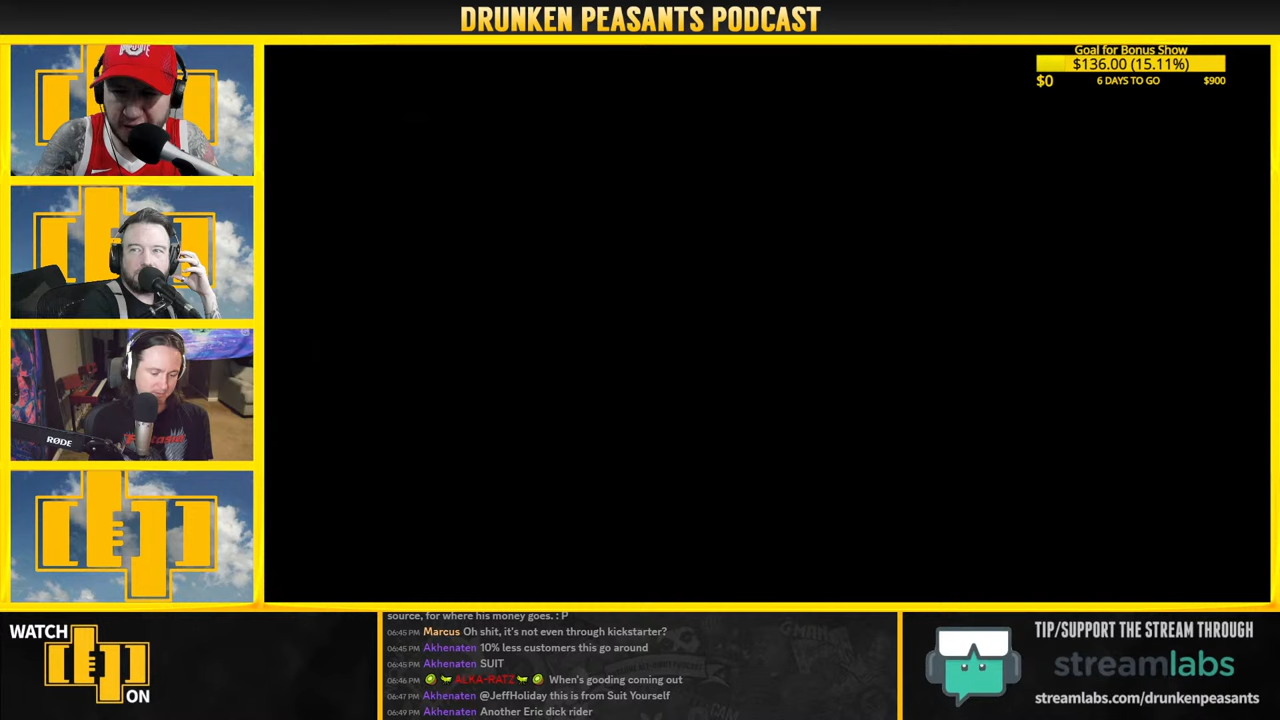 DRUNKEN PEASANTS PODCAST
Goal for Bonus Show
$136.00 (15.11%)
$0 6 DAYS TO GO $900
RØDE
source, for where his money goes. : P
06:45 PM Marcus Oh shit, it's not even through kickstarter?
06:45 PM Akhenaten 10% less customers this go around
06:45 PM Akhenaten SUIT
06:46 PM ALKA-RATZ When's gooding coming out
06:47 PM Akhenaten @JeffHoliday this is from Suit Yourself
06:49 PM Akhenaten Another Eric dick rider
WATCH
ON
TIP/SUPPORT THE STREAM THROUGH
streamlabs
streamlabs.com/drunkenpeasants